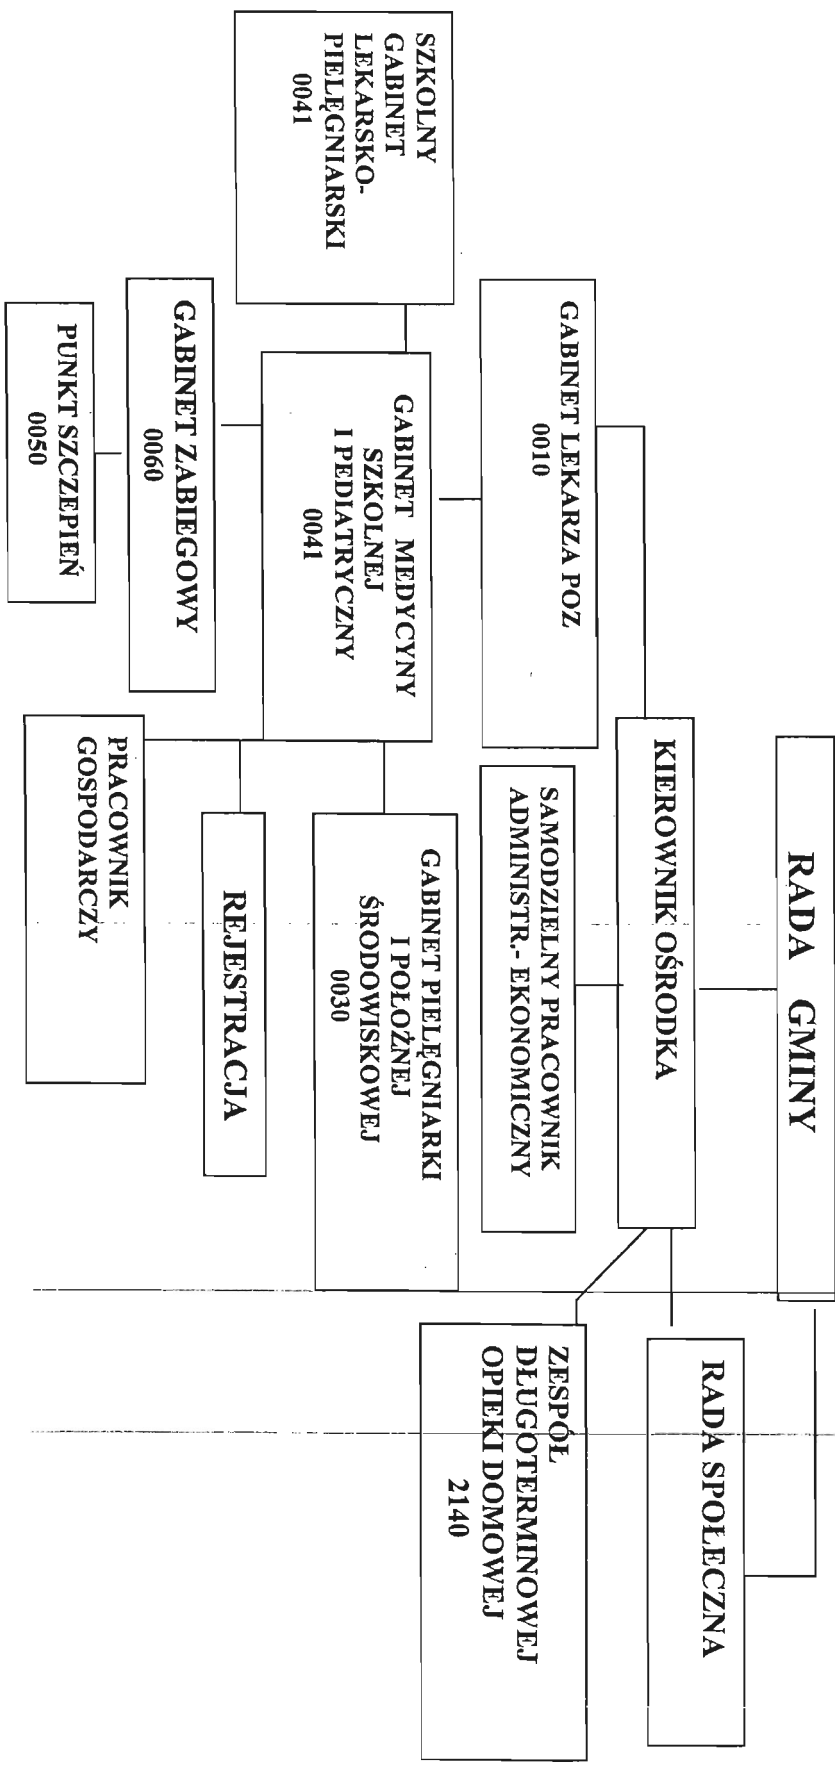 RADA GMINY
KIEROWNIK OŚRODKA
RADA SPOŁECZNA
GABINET LEKARZA POZ
0010
SAMODZIELNY PRACOWNIK
ADMINISTR.- EKONOMICZNY
ZESPÓŁ
DŁUGOTERMINOWEJ
OPIEKI DOMOWEJ
2140
SZKOLNY
GABINET
LEKARSKO-
PIELĘGNIARSKI
0041
GABINET MEDYCYNY
SZKOLNEJ
I PEDIATRYCZNY
0041
GABINET PIELĘGNIARKI
I POŁOŻNEJ
ŚRODOWISKOWEJ
0030
GABINET ZABIEGOWY
0060
REJESTRACJA
PUNKT SZCZEPIEŃ
0050
PRACOWNIK
GOSPODARCZY